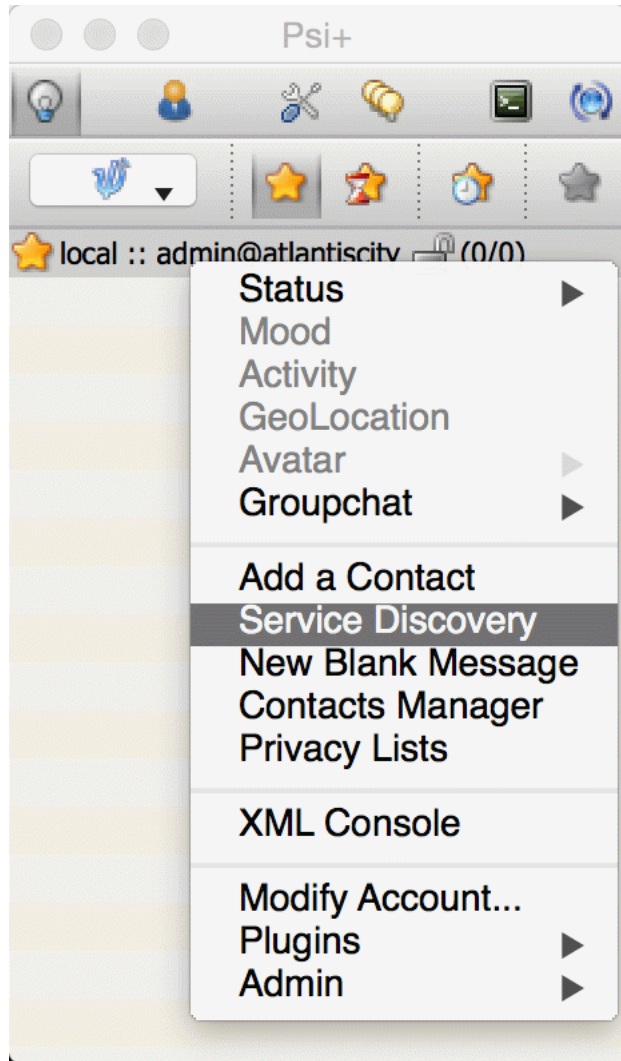 Psi+
local :: admin@atlantiscity (0/0)
Status
Mood
Activity
GeoLocation
Avatar
Groupchat
Add a Contact
Service Discovery
New Blank Message
Contacts Manager
Privacy Lists
XML Console
Modify Account...
Plugins
Admin